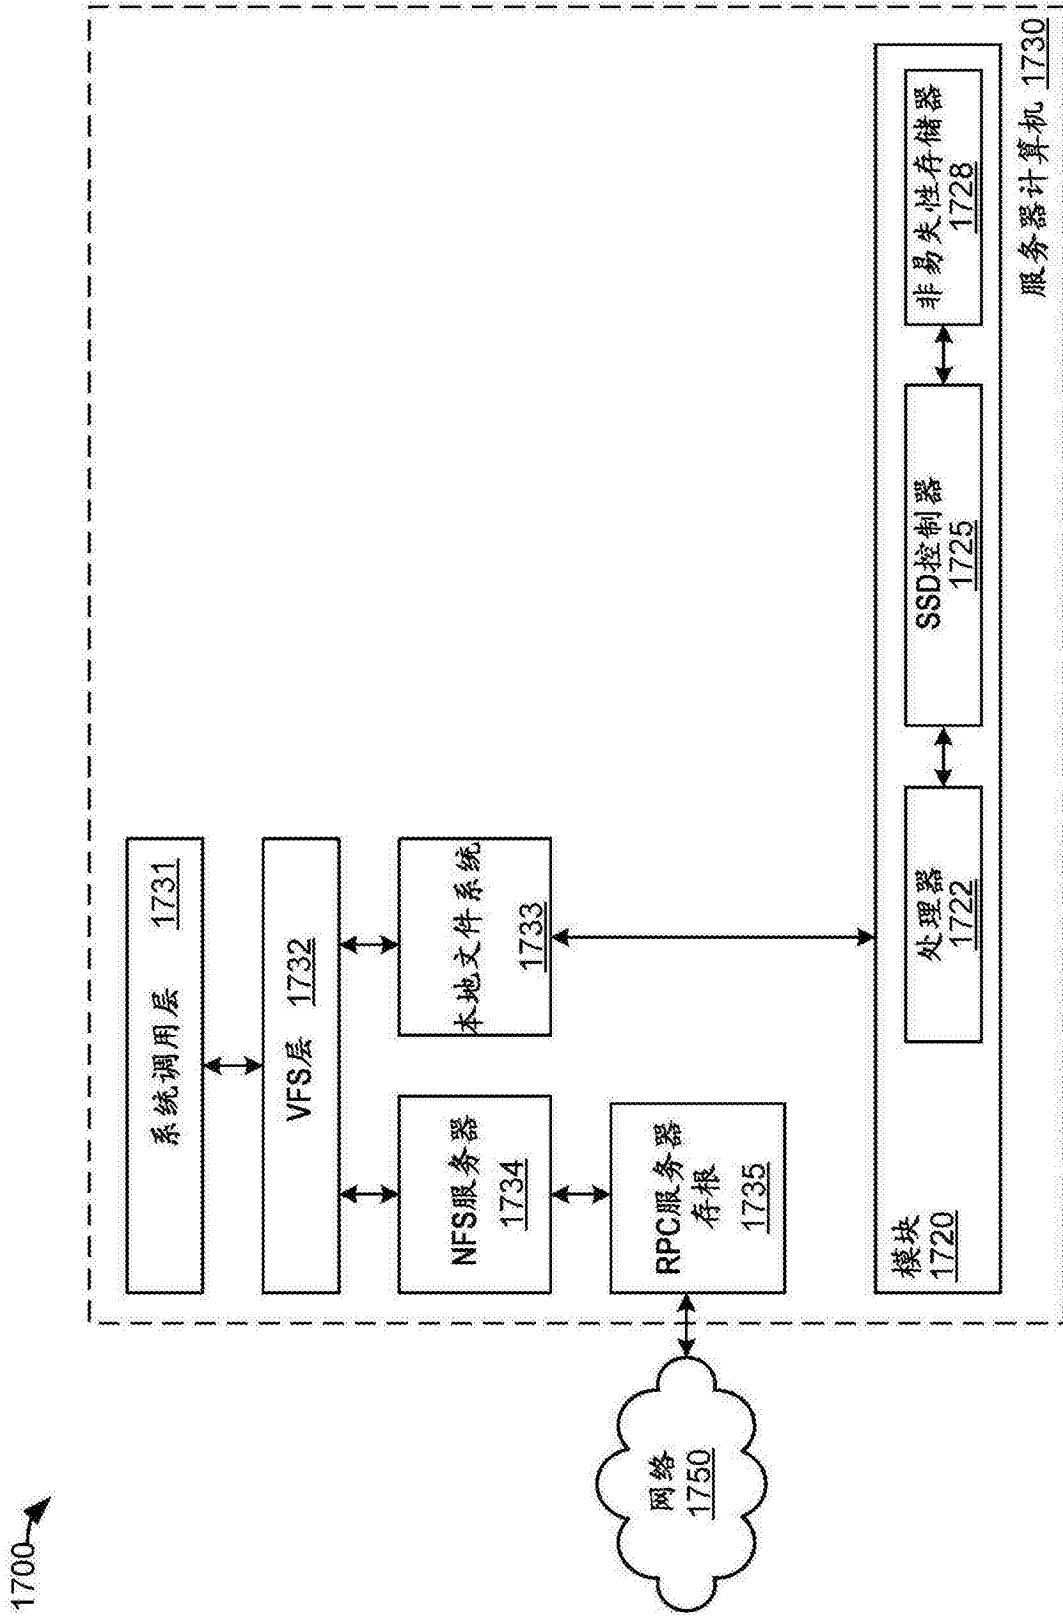 1700
系统调用层 1731
VFS层 1732
NFS服务器
1734
本地文件系统
1733
RPC服务器
存根
1735
网络
1750
模块
1720
处理器
1722
SSD控制器
1725
非易失性存储器
1728
服务器计算机 1730